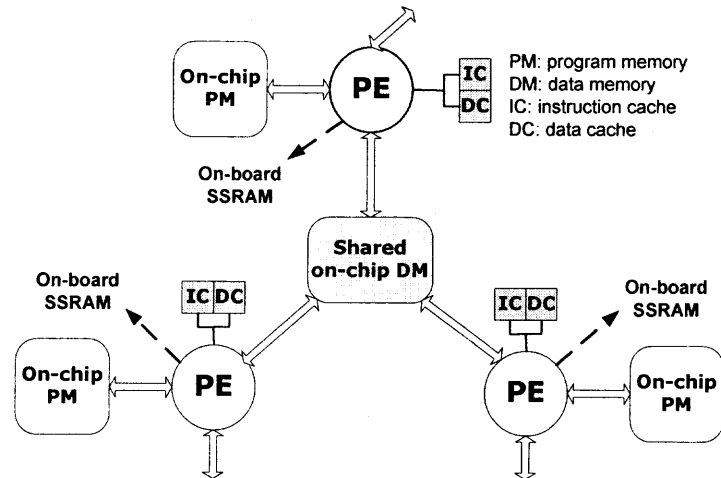 On-chip
PM
PE
IC
DC
PM: program memory
DM: data memory
IC: instruction cache
DC: data cache
On-board
SSRAM
Shared
on-chip DM
On-board
SSRAM
IC DC
On-chip
PM
PE
IC DC
On-board
SSRAM
PE
On-chip
PM